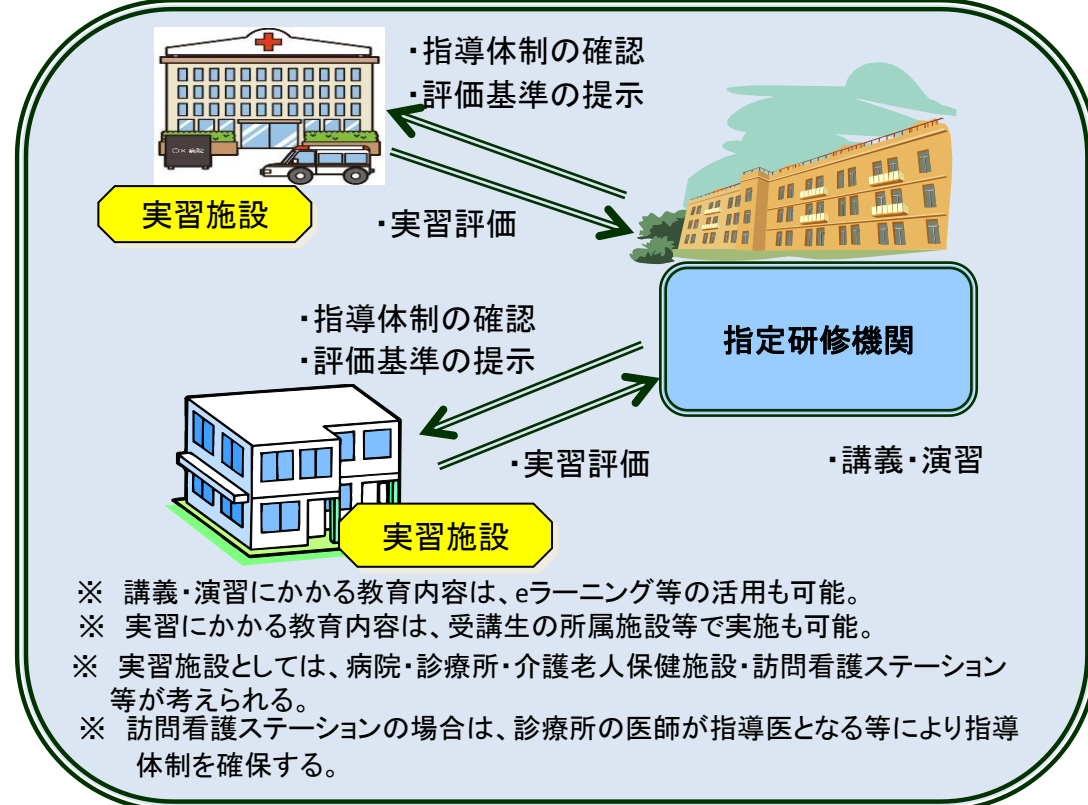 ・指導体制の確認
・評価基準の提示
○×病院
実習施設
・実習評価
・指導体制の確認
・評価基準の提示
指定研修機関
・実習評価
・講義・演習
実習施設
※ 講義・演習にかかる教育内容は、eラーニング等の活用も可能。
※ 実習にかかる教育内容は、受講生の所属施設等で実施も可能。
※ 実習施設としては、病院・診療所・介護老人保健施設・訪問看護ステーション
等が考えられる。
※ 訪問看護ステーションの場合は、診療所の医師が指導医となる等により指導
体制を確保する。